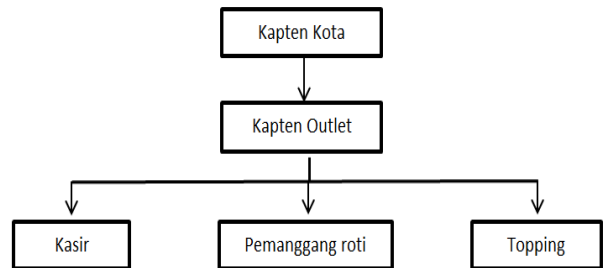 Kapten Kota
Kapten Outlet
Kasir
Pemanggang roti
Topping